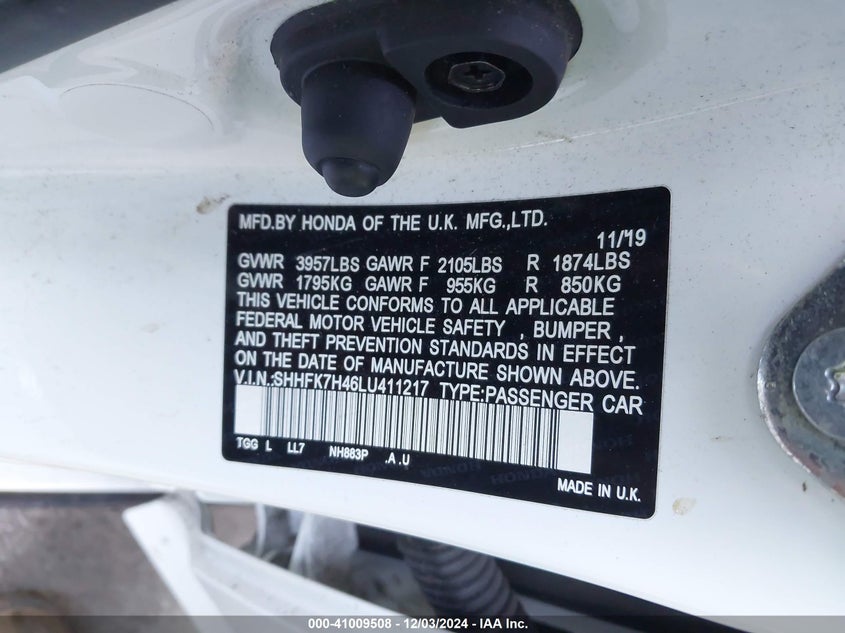 MFD.BY HONDA OF THE U.K. MFG.,LTD.
11/19
GVWR 3957LBS GAWR F 2105LBS R 1874LBS
GVWR 1795KG GAWR F 955KG R 850KG
THIS VEHICLE CONFORMS TO ALL APPLICABLE
FEDERAL MOTOR VEHICLE SAFETY , BUMPER ,
AND THEFT PREVENTION STANDARDS IN EFFECT
ON THE DATE OF MANUFACTURE SHOWN ABOVE.
V.I.N.:SHHFK7H46LU411217 TYPE:PASSENGER CAR
TGG L LL7 NH883P .A .U
MADE IN U.K.
000-41009508 - 12/03/2024 - IAA Inc.